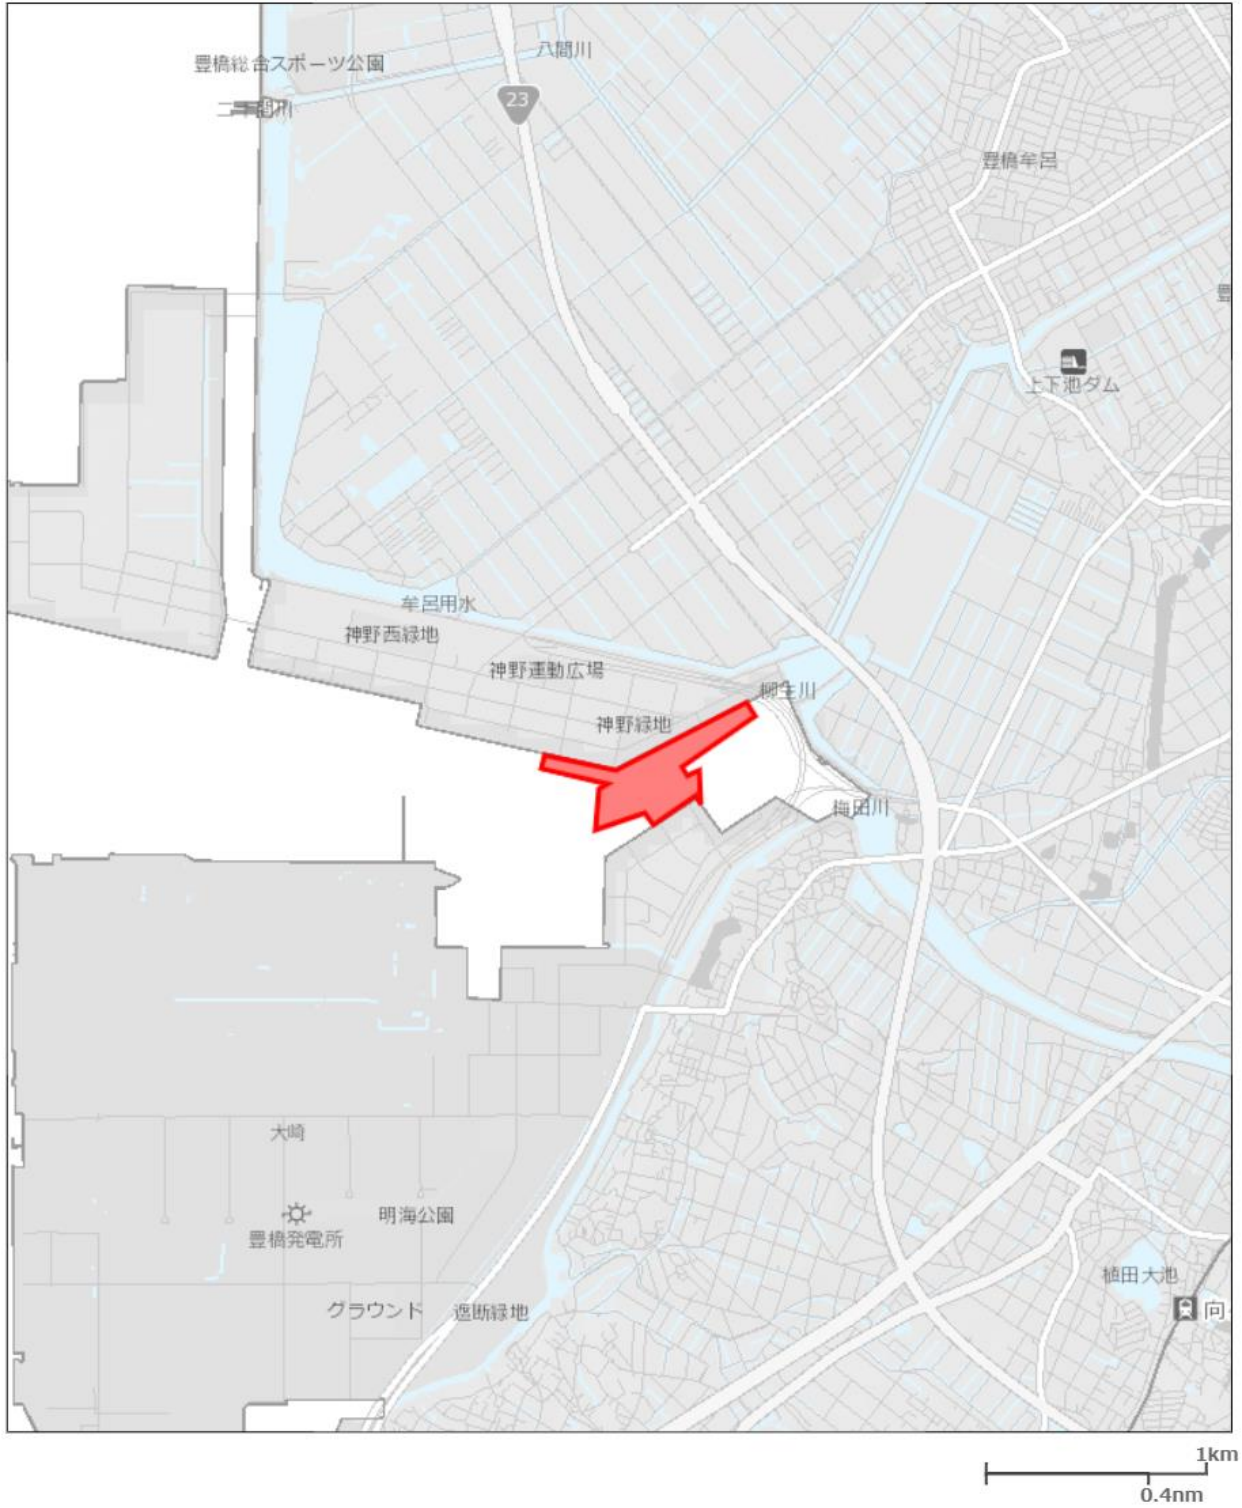 八間川
豊橋総合スポーツ公園
23
豊橋牟呂
上下池ダム
牟呂用水
神野西緑地
神野運動広場
柳生川
神野緑地
梅田川
大崎
明海公園
豊橋発電所
植田大池
グラウンド
遮断緑地
向
1km
0.4nm